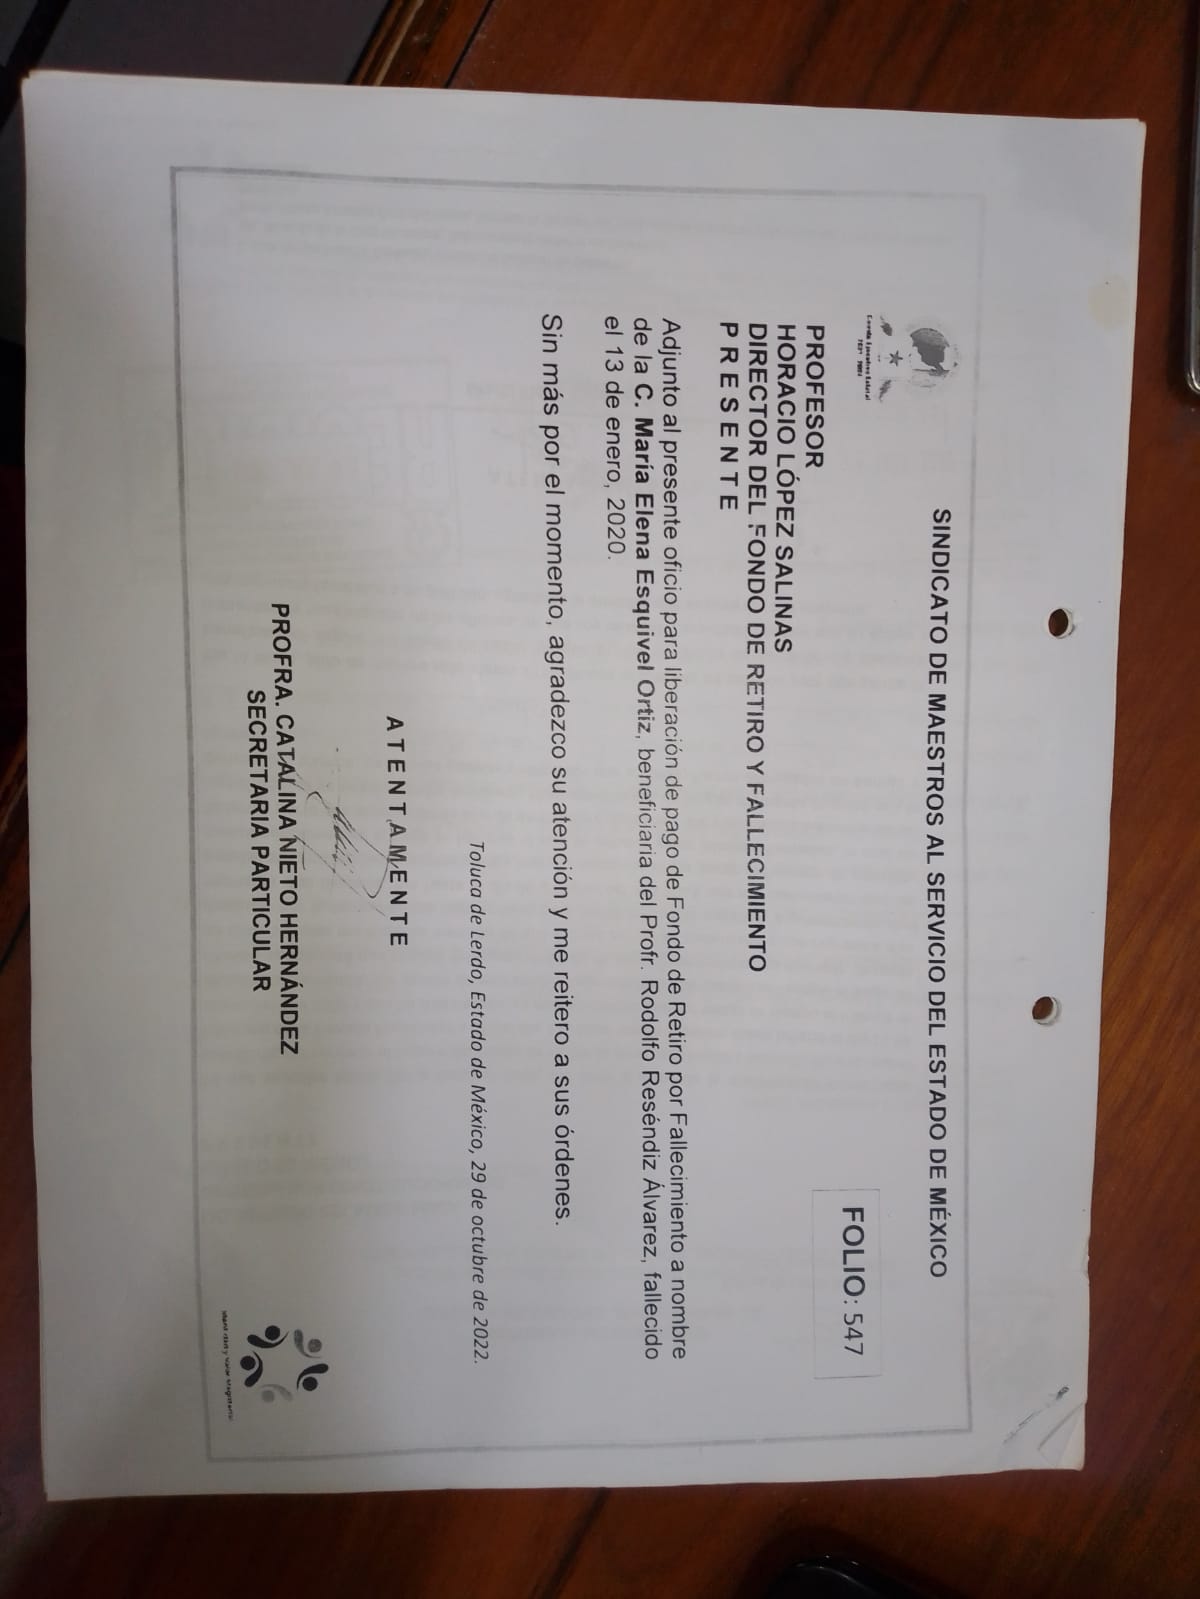 SINDICATO DE MAESTROS AL SERVICIO DEL ESTADO DE MÉXICO
Comité Ejecutivo Estatal
2021 2024
FOLIO: 547
PROFESOR
HORACIO LÓPEZ SALINAS
DIRECTOR DEL FONDO DE RETIRO Y FALLECIMIENTO
P R E S E N T E
Adjunto al presente oficio para liberación de pago de Fondo de Retiro por Fallecimiento a nombre
de la C. María Elena Esquivel Ortiz, beneficiaria del Profr. Rodolfo Reséndiz Álvarez, fallecido
el 13 de enero, 2020.
Sin más por el momento, agradezco su atención y me reitero a sus órdenes.
Toluca de Lerdo, Estado de México, 29 de octubre de 2022.
A T E N T A M E N T E
PROFRA. CATALINA NIETO HERNÁNDEZ
SECRETARIA PARTICULAR
Identidad y Valor Magisterial